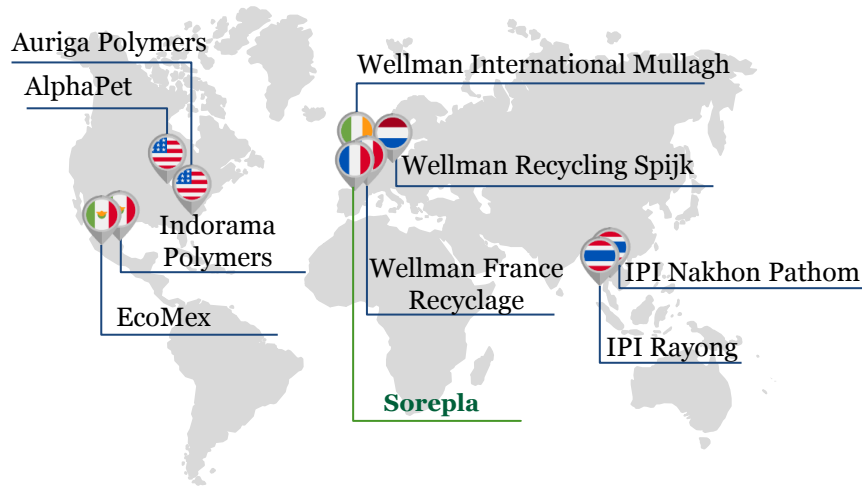 Auriga Polymers
AlphaPet
Wellman International Mullagh
Wellman Recycling Spijk
Indorama
Polymers
EcoMex
Wellman France
Recyclage
IPI Nakhon Pathom
IPI Rayong
Sorepla